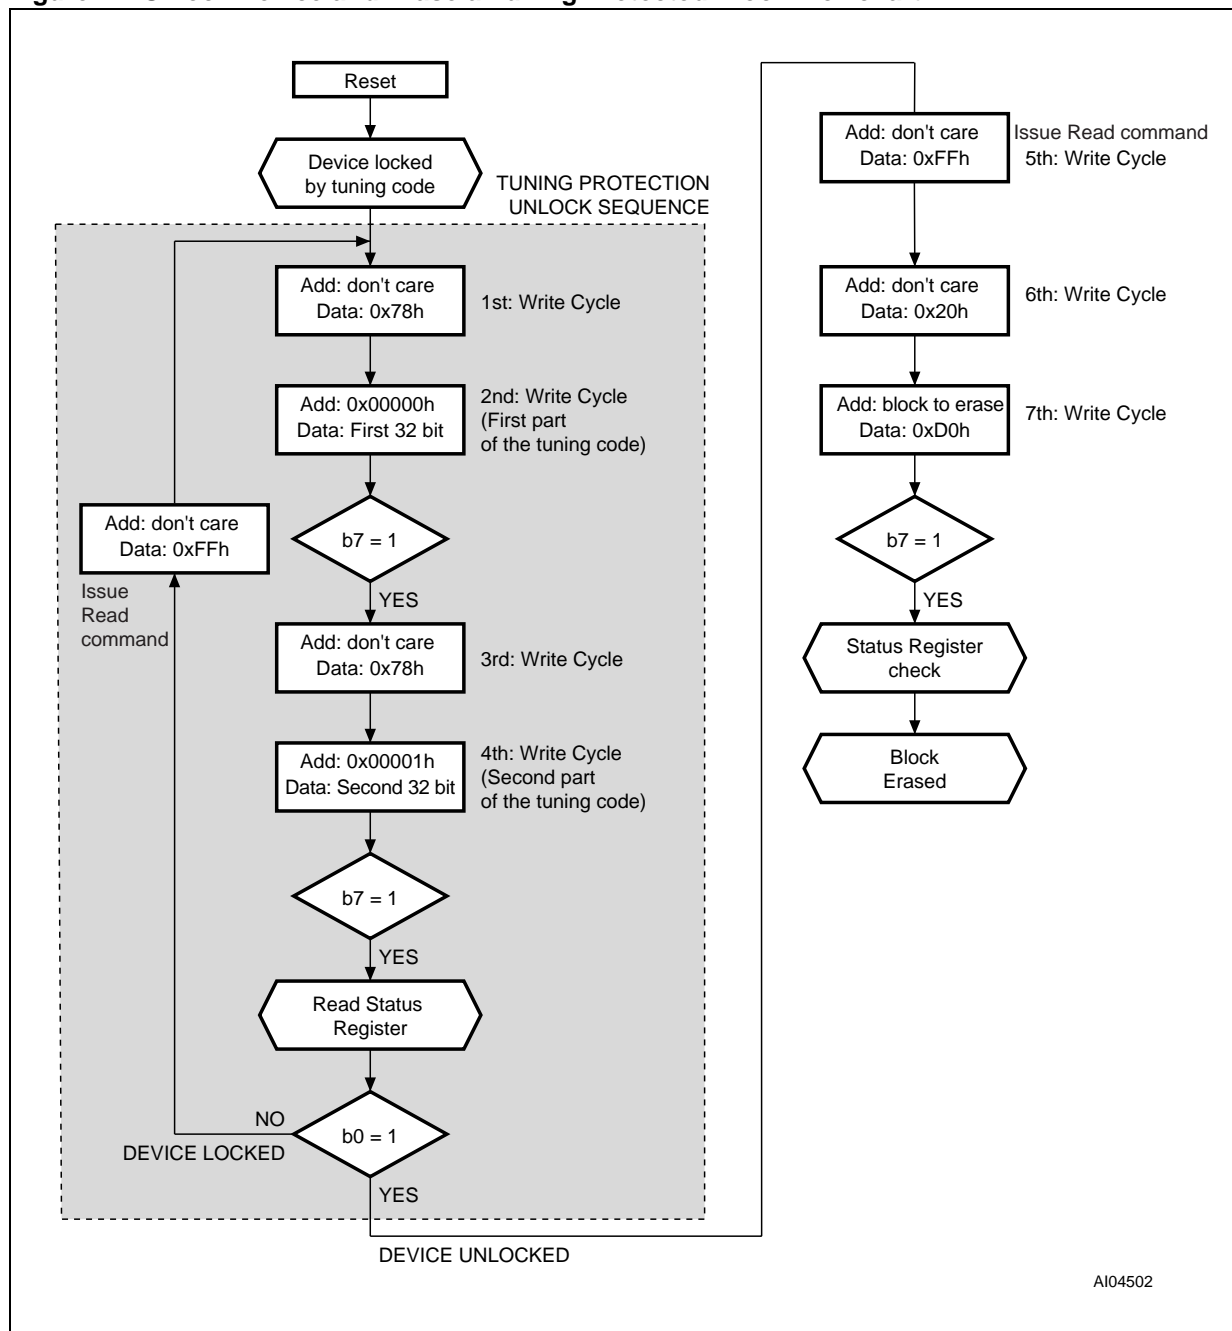 Reset
Device locked
by tuning code
TUNING PROTECTION
UNLOCK SEQUENCE
Add: don't care
Data: 0x78h
1st: Write Cycle
Add: 0x00000h
Data: First 32 bit
2nd: Write Cycle
(First part
of the tuning code)
b7 = 1
YES
Add: don't care
Data: 0xFFh
Issue
Read
command
Add: don't care
Data: 0x78h
3rd: Write Cycle
Add: 0x00001h
Data: Second 32 bit
4th: Write Cycle
(Second part
of the tuning code)
b7 = 1
YES
Read Status
Register
b0 = 1
NO
DEVICE LOCKED
YES
DEVICE UNLOCKED
Add: don't care
Data: 0xFFh
Issue Read command
5th: Write Cycle
Add: don't care
Data: 0x20h
6th: Write Cycle
Add: block to erase
Data: 0xD0h
7th: Write Cycle
b7 = 1
YES
Status Register
check
Block
Erased
AI04502